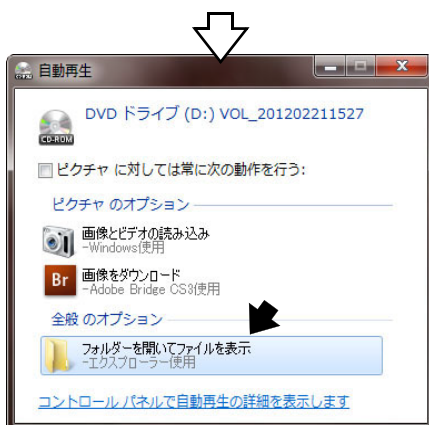 自動再生
DVD ドライブ (D:) VOL_201202211527
CD-ROM
ピクチャ に対しては常に次の動作を行う:
ピクチャ のオプション
画像とビデオの読み込み
-Windows使用
Br
画像をダウンロード
-Adobe Bridge CS3使用
全般 のオプション
フォルダーを開いてファイルを表示
-エクスプローラー使用
コントロール パネルで自動再生の詳細を表示します